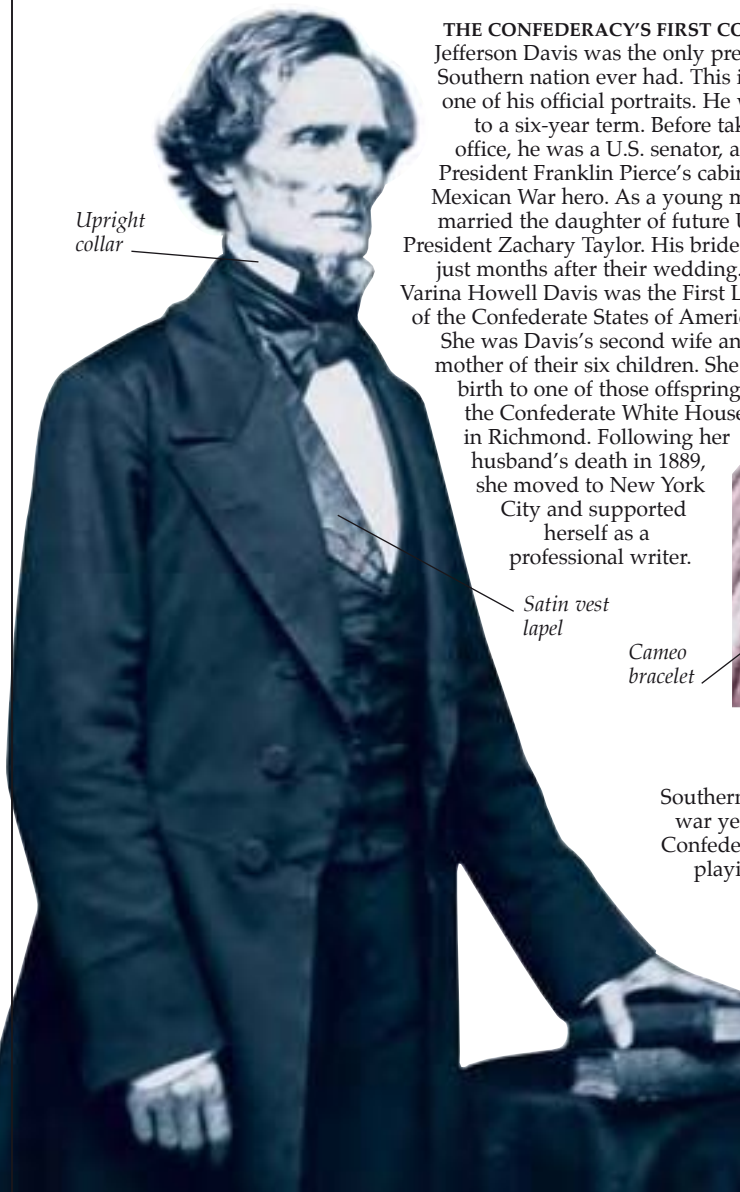 THE CONFEDERACY’S FIRST CO
Jefferson Davis was the only pre
Southern nation ever had. This i
one of his official portraits. He w
to a six-year term. Before tak
office, he was a U.S. senator, a
President Franklin Pierce’s cabin
Mexican War hero. As a young m
married the daughter of future U
President Zachary Taylor. His bride
just months after their wedding.
Varina Howell Davis was the First L
of the Confederate States of Americ
She was Davis’s second wife an
mother of their six children. She
birth to one of those offspring
the Confederate White House
in Richmond. Following her
husband’s death in 1889,
she moved to New York
City and supported
herself as a
professional writer.
Upright
collar
Satin vest
lapel
Cameo
bracelet
Southern
war ye
Confede
playi